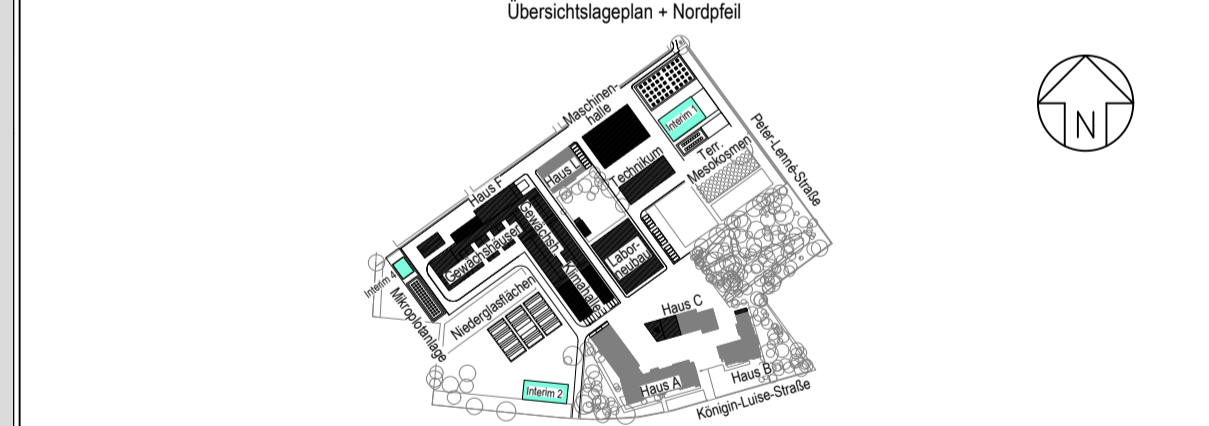 Übersichtslageplan + Nordpfeil
N
Maschinen-
halle
Interim 1
Peter-Lenné-Straße
Terr.
Mesokosmen
Technikum
Haus L
Haus F
Gewächsh.
Klimahalle
Gewächshäuser
Labor-
neubau
Interim 4
Mikroplotanlage
Niederglasflächen
Haus C
Interim 2
Haus A
Haus B
Königin-Luise-Straße